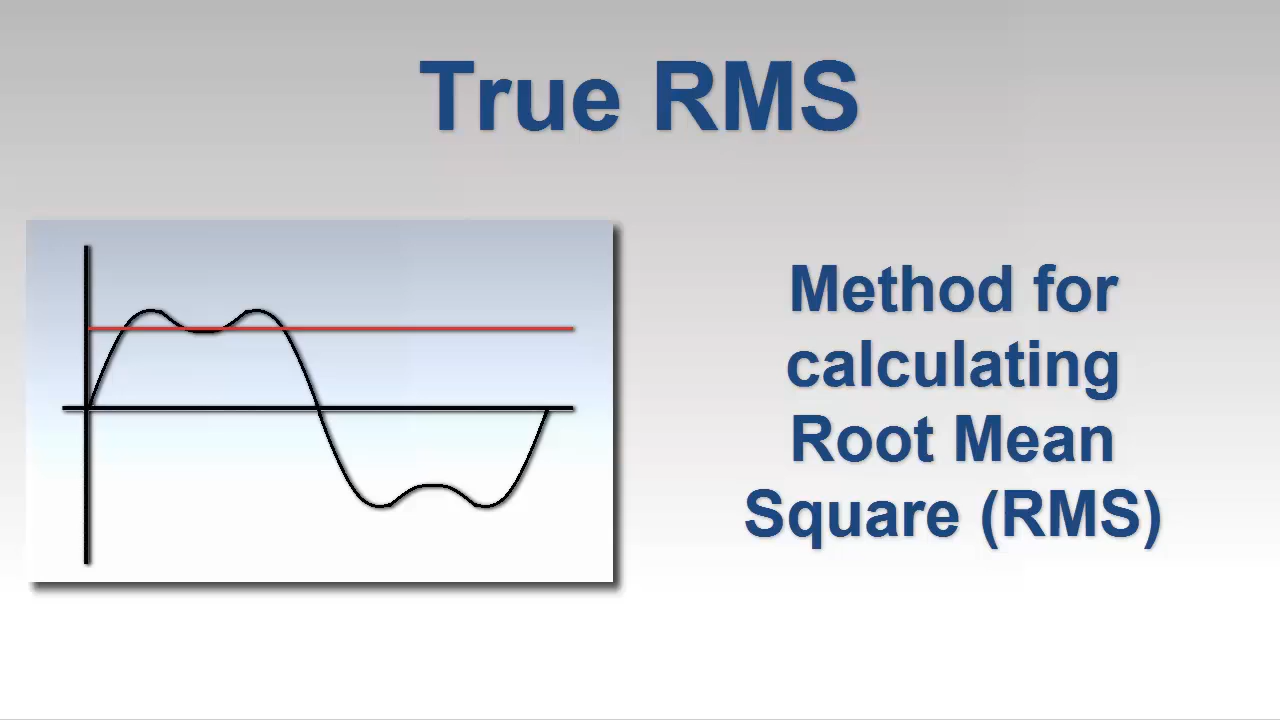 True RMS
Method for
calculating
Root Mean
Square (RMS)